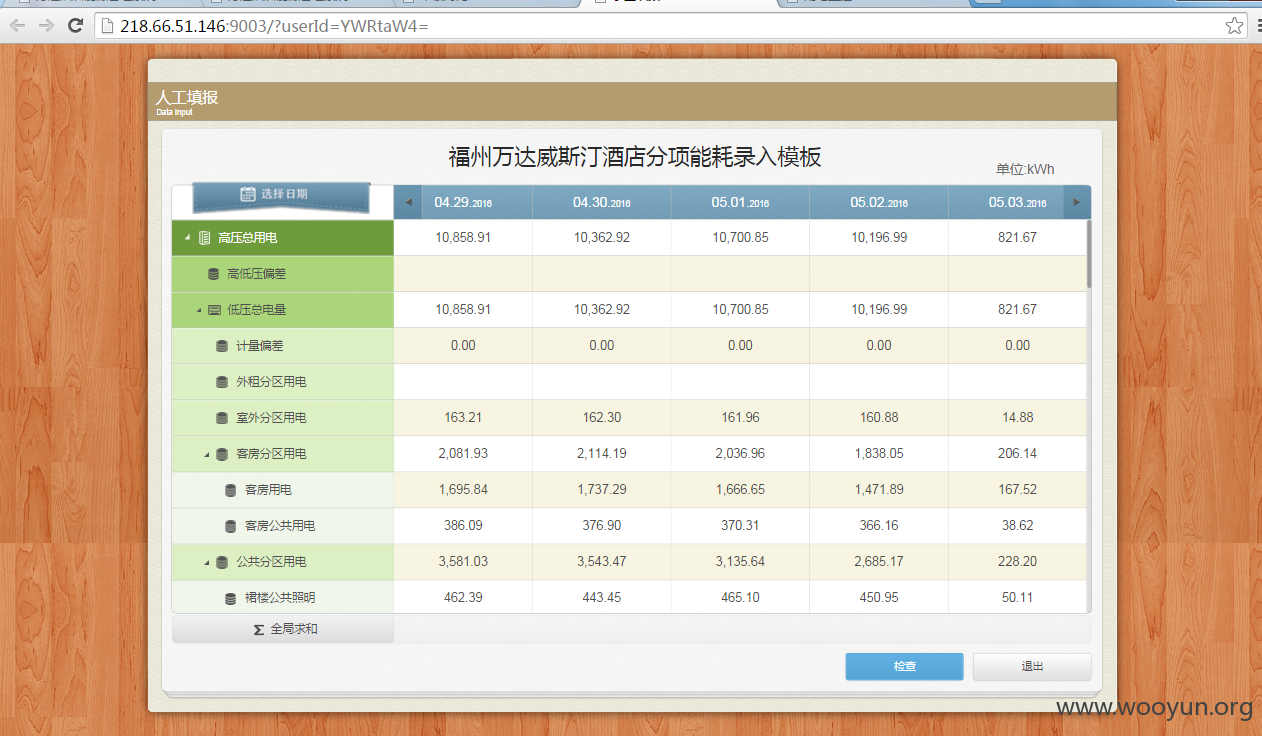 218.66.51.146:9003/?userId=YWRtaW4=
人工填报
Data Input
福州万达威斯汀酒店分项能耗录入模板
单位:kWh
选择日期 04.29.2016 04.30.2016 05.01.2016 05.02.2016 05.03.2016
高压总用电 10,858.91 10,362.92 10,700.85 10,196.99 821.67
高低压偏差
低压总电量 10,858.91 10,362.92 10,700.85 10,196.99 821.67
计量偏差 0.00 0.00 0.00 0.00 0.00
外租分区用电
室外分区用电 163.21 162.30 161.96 160.88 14.88
客房分区用电 2,081.93 2,114.19 2,036.96 1,838.05 206.14
客房用电 1,695.84 1,737.29 1,666.65 1,471.89 167.52
客房公共用电 386.09 376.90 370.31 366.16 38.62
公共分区用电 3,581.03 3,543.47 3,135.64 2,685.17 228.20
裙楼公共照明 462.39 443.45 465.10 450.95 50.11
Σ 全局求和
检查 退出
www.wooyun.org